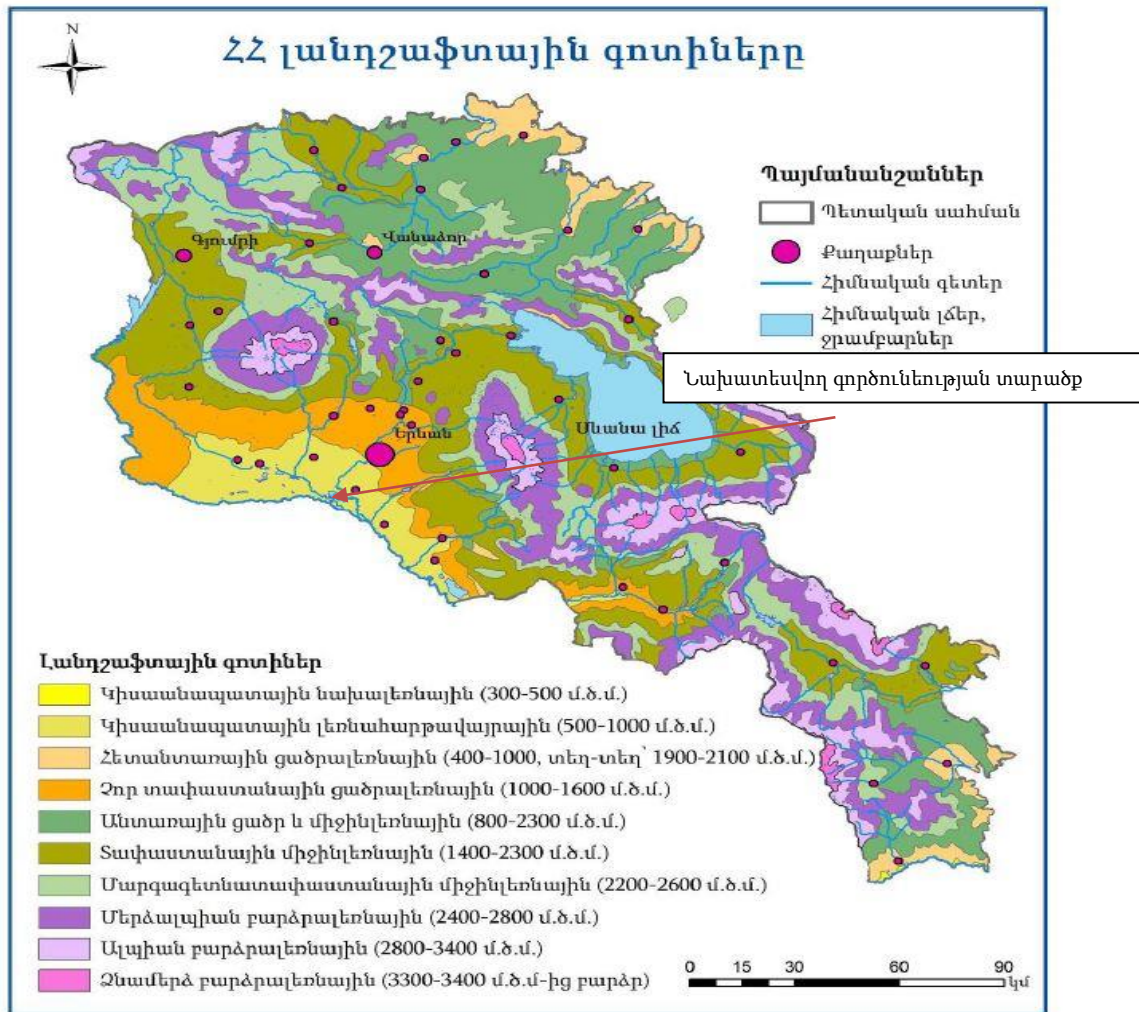 N
ՀՀ լանդշաֆտային գոտիները
Պայմանանշաններ
Պետական սահման
Քաղաքներ
Հիմնական գետեր
Հիմնական լճեր,
ջրամբարներ
Նախատեսվող գործունեության տարածք
Գյումրի
Վանաձոր
Երևան
Սևանա լիճ
Լանդշաֆտային գոտիներ
Կիսաանապատային նախալեռնային (300-500 մ.ծ.մ.)
Կիսաանապատային լեռնահարթավայրային (500-1000 մ.ծ.մ.)
Հետանտառային ցածրալեռնային (400-1000, տեղ-տեղ՝ 1900-2100 մ.ծ.մ.)
Չոր տափաստանային ցածրալեռնային (1000-1600 մ.ծ.մ.)
Անտառային ցածր և միջինլեռնային (800-2300 մ.ծ.մ.)
Տափաստանային միջինլեռնային (1400-2300 մ.ծ.մ.)
Մարգագետնատափաստանային միջինլեռնային (2200-2600 մ.ծ.մ.)
Մերձալպիան բարձրալեռնային (2400-2800 մ.ծ.մ.)
Ալպիան բարձրալեռնային (2800-3400 մ.ծ.մ.)
Ձնամերձ բարձրալեռնային (3300-3400 մ.ծ.մ-ից բարձր)
0 15 30 60 90
կմ